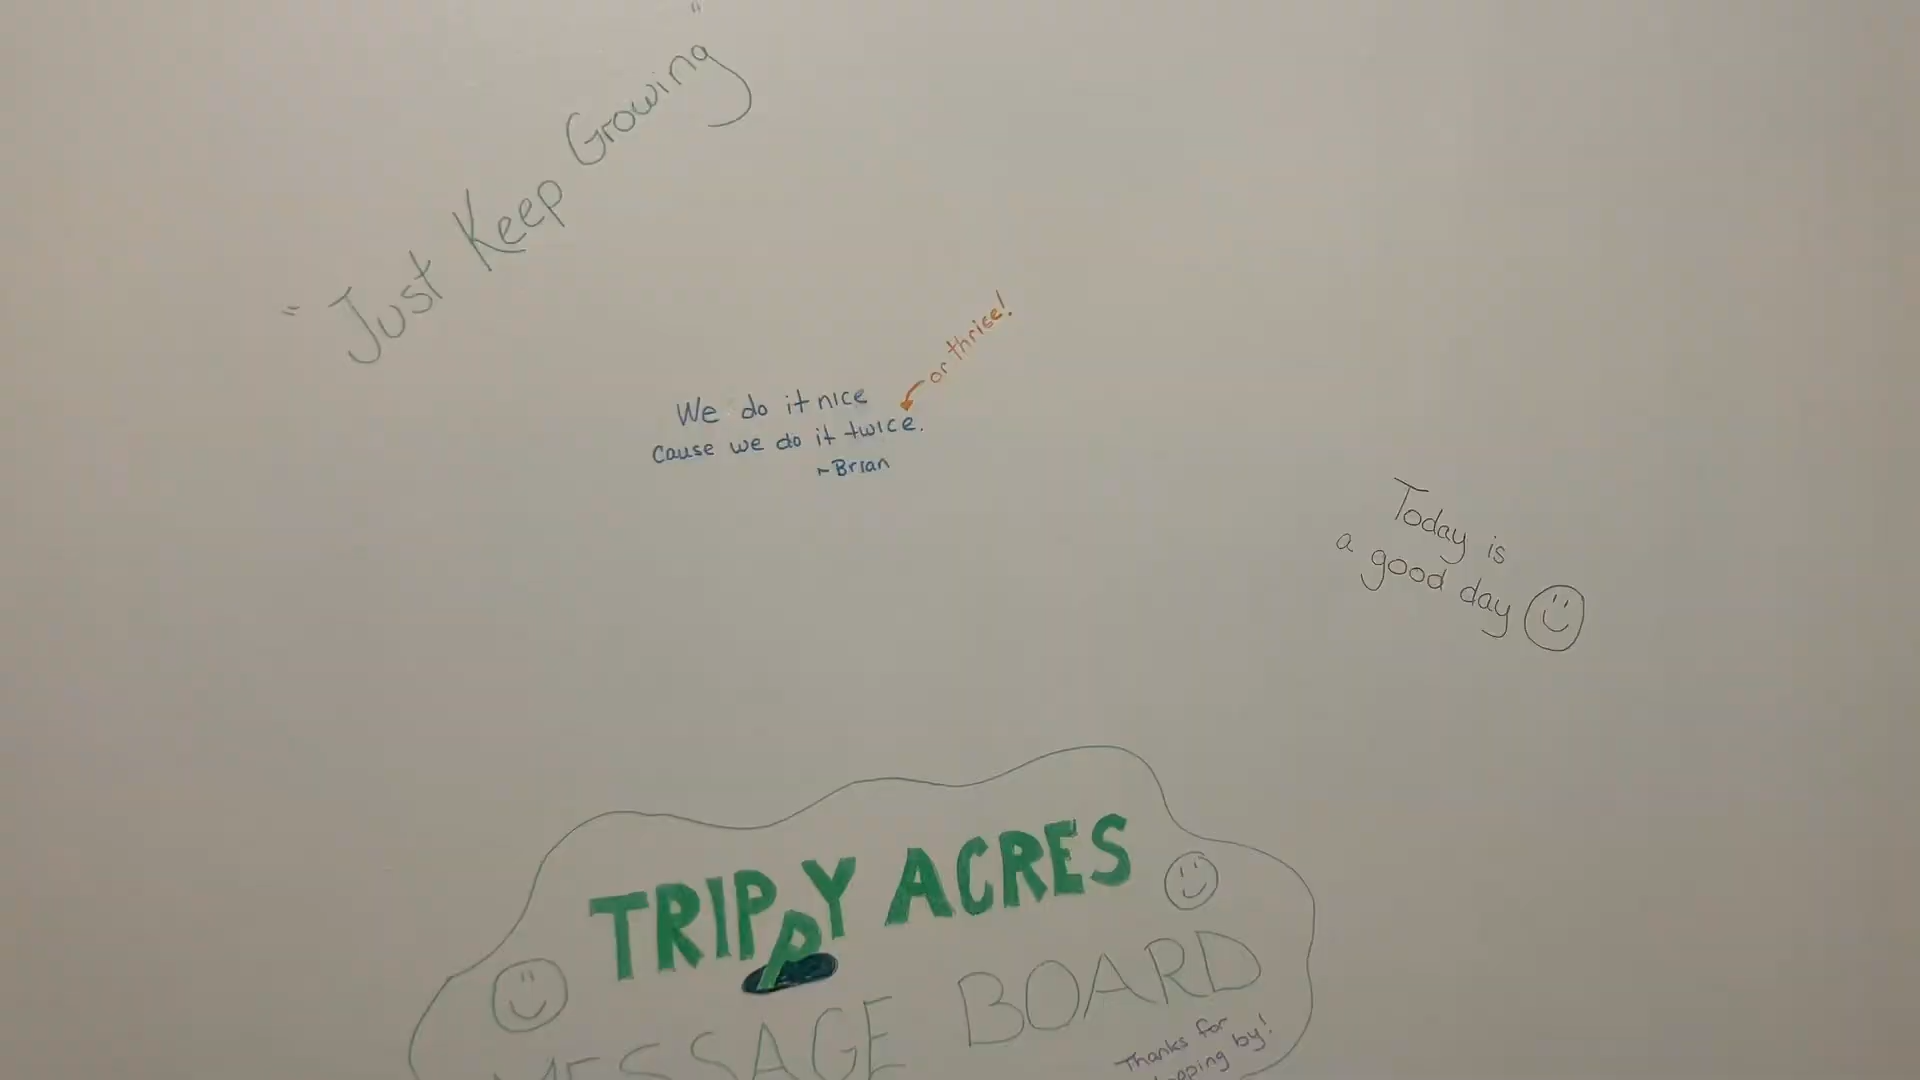 "Just Keep Growing"
or thrice!
We do it nice
cause we do it twice.
~Brian
Today is
a good day
TRIPPY ACRES
MESSAGE BOARD
Thanks for
by!